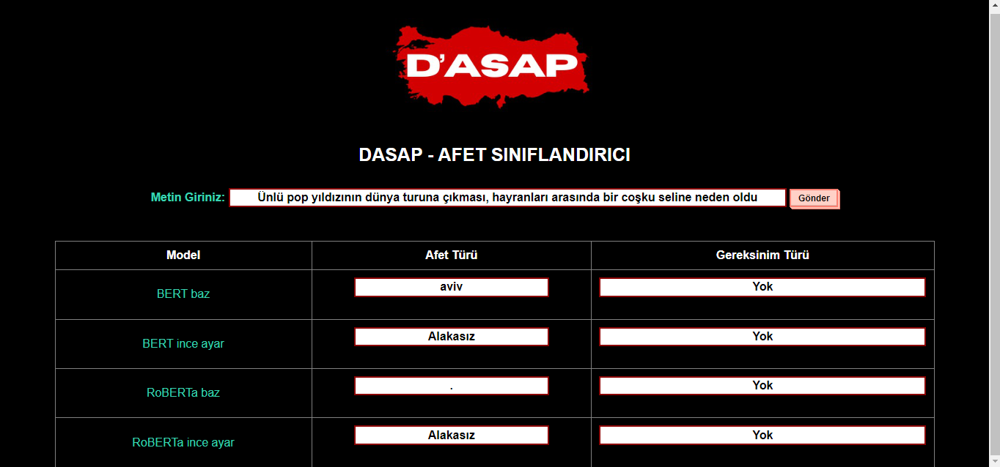 D'ASAP
DASAP - AFET SINIFLANDIRICI
Metin Giriniz: Ünlü pop yıldızının dünya turuna çıkması, hayranları arasında bir coşku seline neden oldu Gönder
Model Afet Türü Gereksinim Türü
BERT baz aviv Yok
BERT ince ayar Alakasız Yok
RoBERTa baz . Yok
RoBERTa ince ayar Alakasız Yok